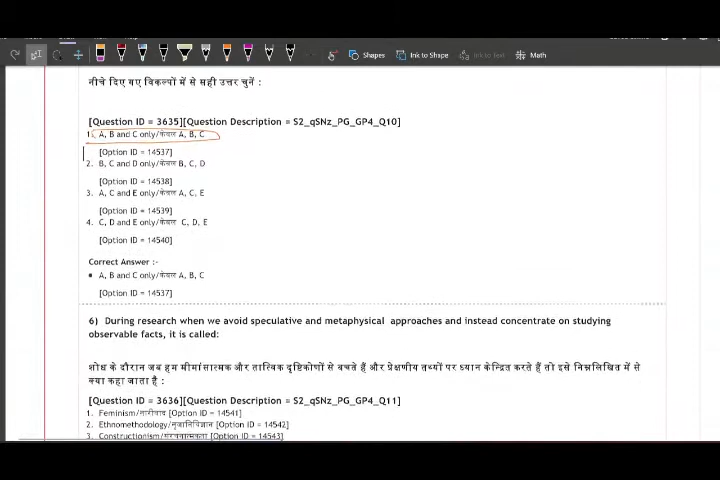 Shapes Ink to Shape Ink to Text Math
नीचे दिए गए विकल्पों में से सही उत्तर चुनें :
[Question ID = 3635][Question Description = S2_qSNz_PG_GP4_Q10]
1. A, B and C only/केवल A, B, C
[Option ID = 14537]
2. B, C and D only/केवल B, C, D
[Option ID = 14538]
3. A, C and E only/केवल A, C, E
[Option ID = 14539]
4. C, D and E only/केवल C, D, E
[Option ID = 14540]
Correct Answer :-
• A, B and C only/केवल A, B, C
[Option ID = 14537]
6) During research when we avoid speculative and metaphysical approaches and instead concentrate on studying
observable facts, it is called:
शोध के दौरान जब हम मीमांसात्मक और तात्विक दृष्टिकोणों से बचते हैं और प्रेक्षणीय तथ्यों पर ध्यान केन्द्रित करते हैं तो इसे निम्नलिखित में से
क्या कहा जाता है :
[Question ID = 3636][Question Description = S2_qSNz_PG_GP4_Q11]
1. Feminism/नारीवाद [Option ID = 14541]
2. Ethnomethodology/नृजातिविज्ञान [Option ID = 14542]
3. Constructionism/संरचनात्मकता [Option ID = 14543]